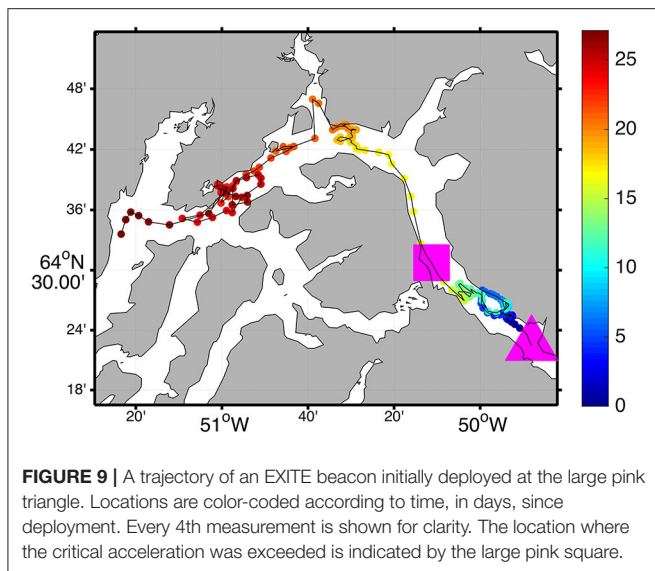 48'
42'
36'
64°N
30.00'
24'
18'
20'
51°W
40'
20'
50°W
25
20
15
10
5
0
FIGURE 9 | A trajectory of an EXITE beacon initially deployed at the large pink
triangle. Locations are color-coded according to time, in days, since
deployment. Every 4th measurement is shown for clarity. The location where
the critical acceleration was exceeded is indicated by the large pink square.